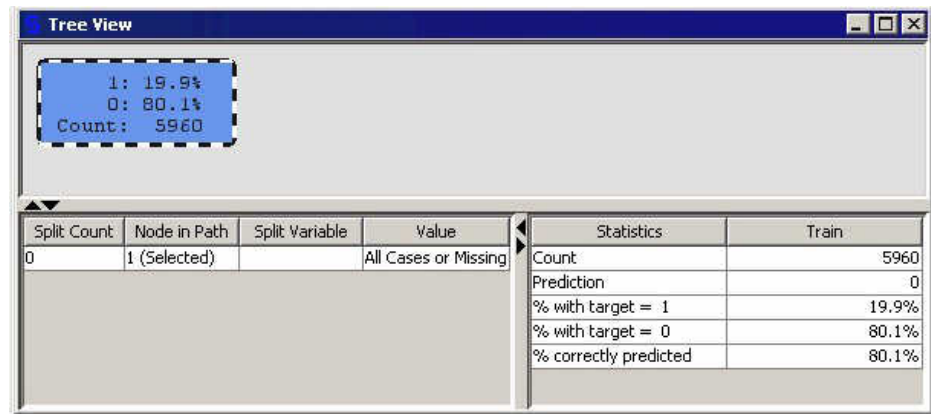 Tree View
1: 19.9%
0: 80.1%
Count: 5960
Split Count Node in Path Split Variable Value
0 1 (Selected) All Cases or Missing
Statistics Train
Count 5960
Prediction 0
% with target = 1 19.9%
% with target = 0 80.1%
% correctly predicted 80.1%